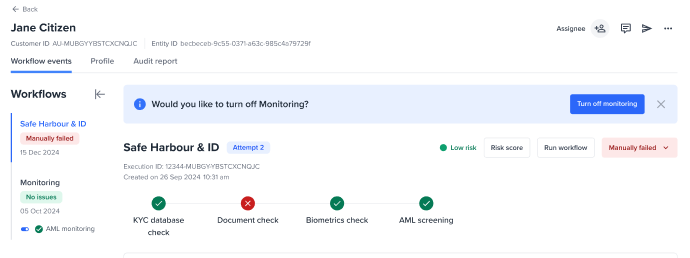 Back
Jane Citizen
Customer ID AU-MUBGYYBSTCXCNQJC Entity ID becbeceb-9c55-0371-a63c-985c4a79729f
Assignee
Workflow events Profile Audit report
Workflows
Safe Harbour & ID
Manually failed
15 Dec 2024
Monitoring
No issues
05 Oct 2024
AML monitoring
Would you like to turn off Monitoring?
Turn off monitoring
Safe Harbour & ID Attempt 2
Low risk
Risk score
Run workflow
Manually failed
Execution ID: 12344-MUBGY-YBSTCXCNQJC
Created on 26 Sep 2024 10:31 am
KYC database
check
Document check
Biometrics check
AML screening